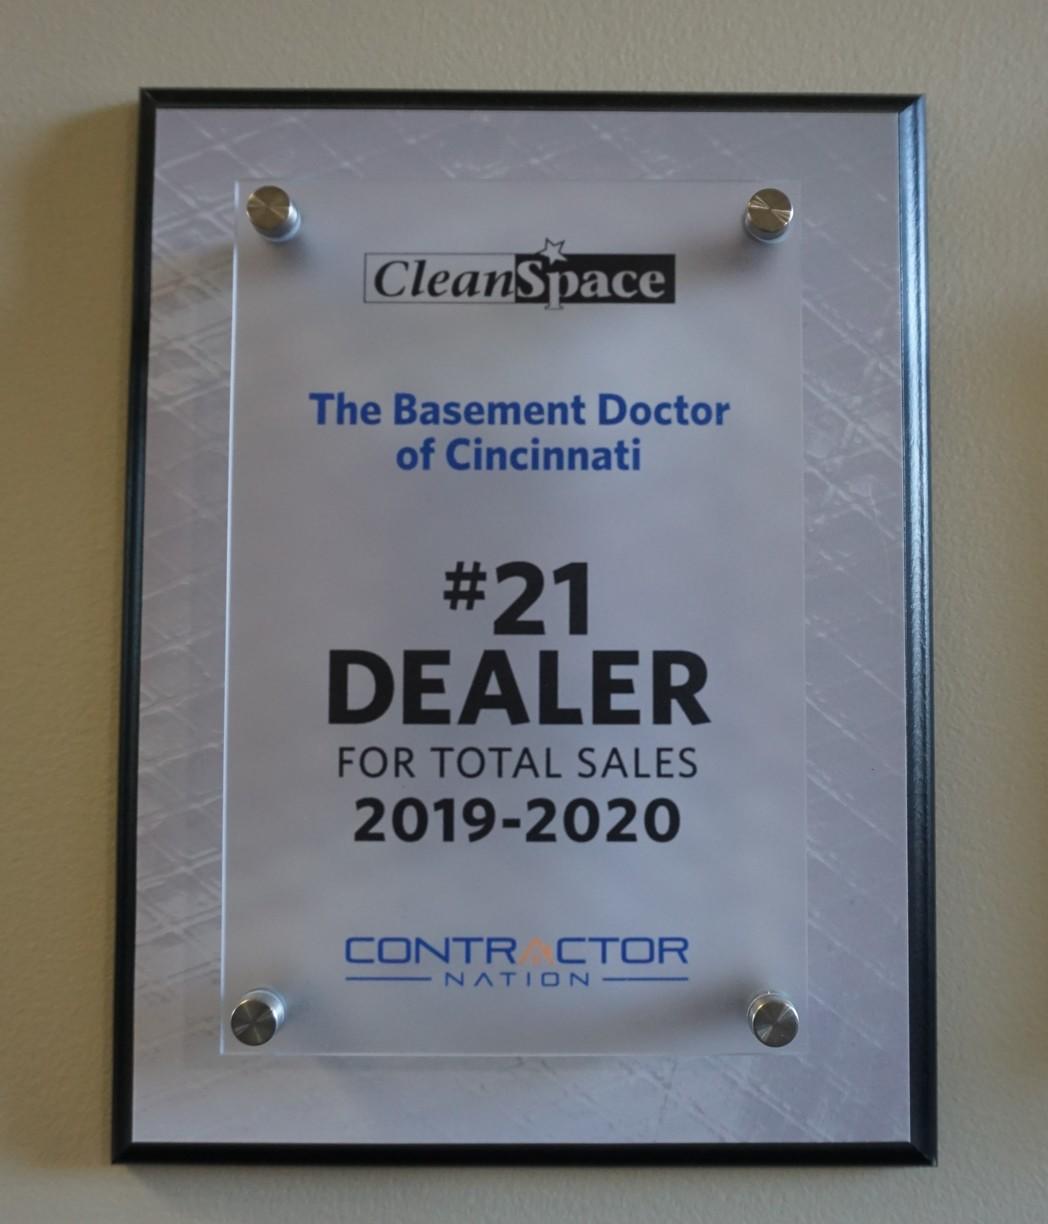 CleanSpace
The Basement Doctor
of Cincinnati
#21
DEALER
FOR TOTAL SALES
2019-2020
CONTRACTOR
NATION